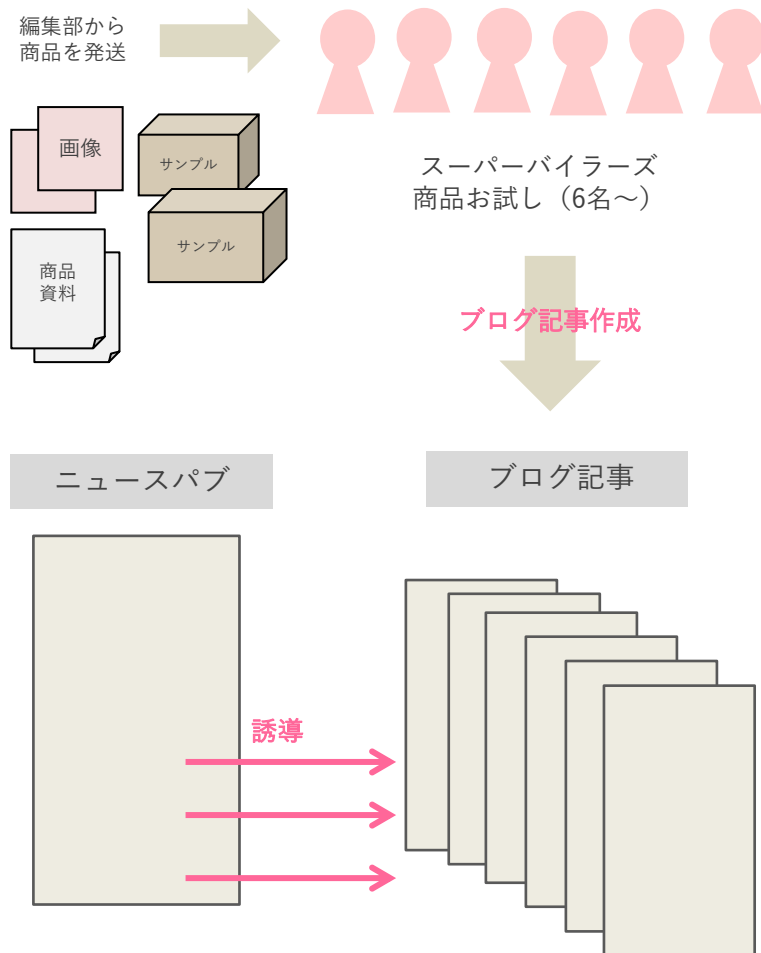 編集部から
商品を発送
画像
サンプル
サンプル
商品
資料
スーパーバイラーズ
商品お試し（6名～）
ブログ記事作成
ニュースパブ
ブログ記事
誘導